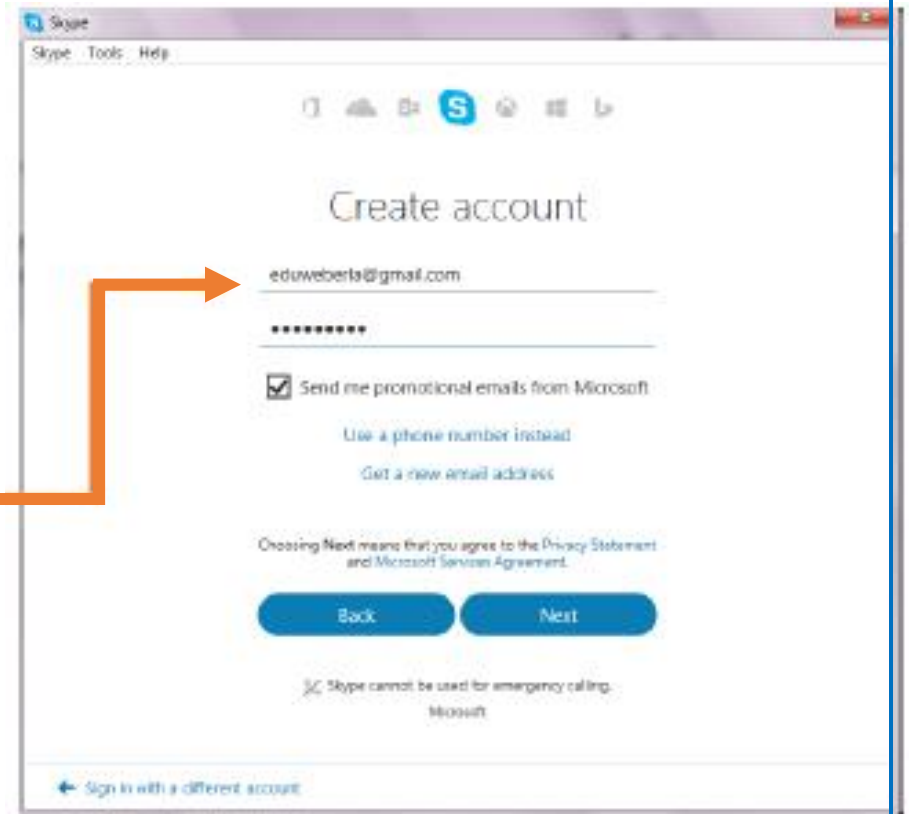 Skype
Skype Tools Help
Create account
eduweberla@gmail.com
•••••••••
Send me promotional emails from Microsoft
Use a phone number instead
Get a new email address
Choosing Next means that you agree to the Privacy Statement
and Microsoft Services Agreement.
Back Next
Skype cannot be used for emergency calling.
Microsoft
Sign in with a different account